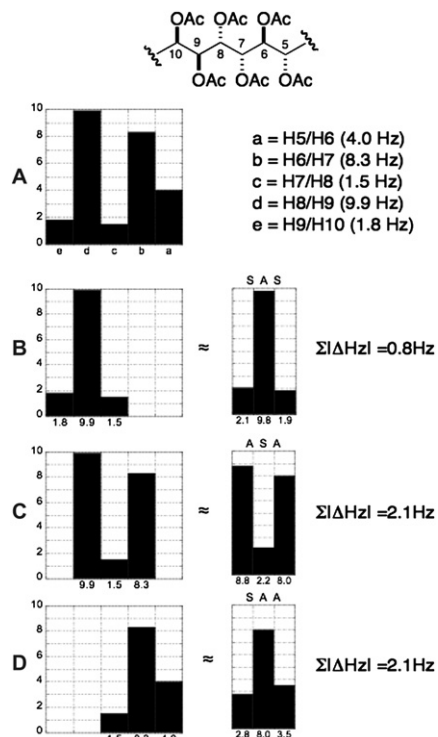 OAc OAc OAc
10 9 8 7 6 5
OAc OAc OAc
A
10
8
6
4
2
0
e d c b a
a = H5/H6 (4.0 Hz)
b = H6/H7 (8.3 Hz)
c = H7/H8 (1.5 Hz)
d = H8/H9 (9.9 Hz)
e = H9/H10 (1.8 Hz)
B
10
8
6
4
2
0
1.8 9.9 1.5
≈
S A S
2.1 9.8 1.9
Σ|ΔHz| =0.8Hz
C
10
8
6
4
2
0
9.9 1.5 8.3
≈
A S A
8.8 2.2 8.0
Σ|ΔHz| =2.1Hz
D
10
8
6
4
2
0
≈
S A A
2.8 8.0 3.5
Σ|ΔHz| =2.1Hz